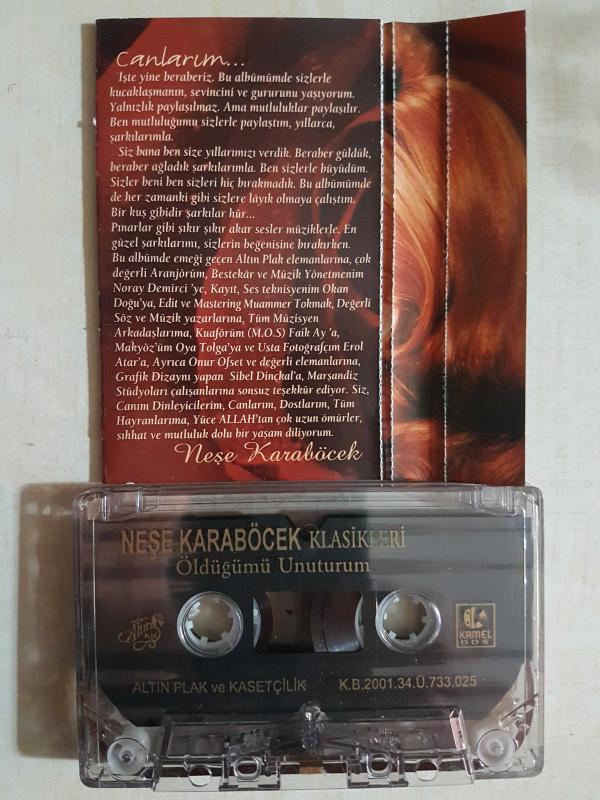 Canlarım...
İşte yine beraberiz. Bu albümümde sizlerle
kucaklaşmanın, sevincini ve gururunu yaşıyorum.
Yalnızlık paylaşılmaz. Ama mutluluklar paylaşılır.
Ben mutluluğumu sizlerle paylaştım, yıllarca,
şarkılarımla.
Siz bana ben size yıllarımızı verdik. Beraber güldük,
beraber ağladık şarkılarımla. Ben sizlerle büyüdüm.
Sizler beni ben sizleri hiç bırakmadık. Bu albümümde
de her zamanki gibi sizlere lâyık olmaya çalıştım.
Bir kuş gibidir şarkılar hür...
Pınarlar gibi şıkır şıkır akar sesler müziklerle. En
güzel şarkılarımı, sizlerin beğenisine bırakırken.
Bu albümde emeği geçen Altın Plak elemanlarına, çok
değerli Aranjörüm, Bestekâr ve Müzik Yönetmenim
Noray Demirci 'ye, Kayıt, Ses teknisyenim Okan
Doğu'ya, Edit ve Mastering Muammer Tokmak, Değerli
Söz ve Müzik yazarlarına, Tüm Müzisyen
Arkadaşlarıma, Kuaförüm (M.O.S) Faik Ay 'a,
Makyöz'üm Oya Tolga'ya ve Usta Fotoğrafçım Erol
Atar'a, Ayrıca Onur Ofset ve değerli elemanlarına,
Grafik Dizaynı yapan Sibel Dinçkal'a, Marşandiz
Stüdyoları çalışanlarına sonsuz teşekkür ediyor. Siz,
Canım Dinleyicilerim, Canlarım, Dostlarım, Tüm
Hayranlarıma, Yüce ALLAH'tan çok uzun ömürler,
sıhhat ve mutluluk dolu bir yaşam diliyorum.
Neşe Karaböcek
NEŞE KARABÖCEK KLASİKLERİ
Öldüğümü Unuturum
KAMEL
DDS
ALTIN PLAK ve KASETÇİLİK K.B.2001.34.Ü.733.025